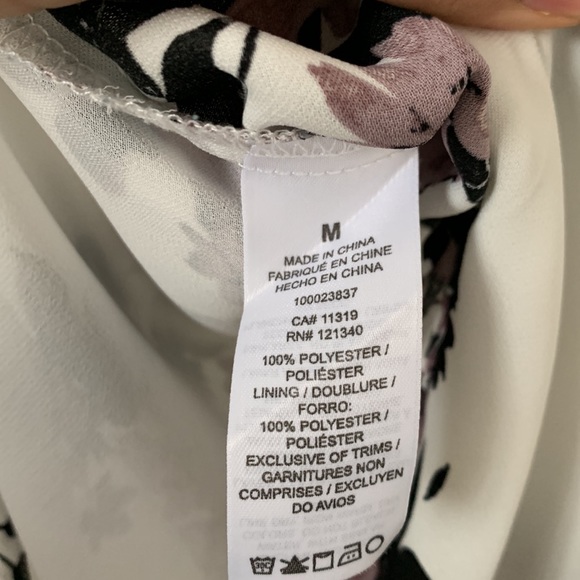 M
MADE IN CHINA
FABRIQUÉ EN CHINE
HECHO EN CHINA
100023837
CA# 11319
RN# 121340
100% POLYESTER /
POLIÉSTER
LINING / DOUBLURE /
FORRO:
100% POLYESTER /
POLIÉSTER
EXCLUSIVE OF TRIMS /
GARNITURES NON
COMPRISES / EXCLUYEN
DO AVIOS
30C